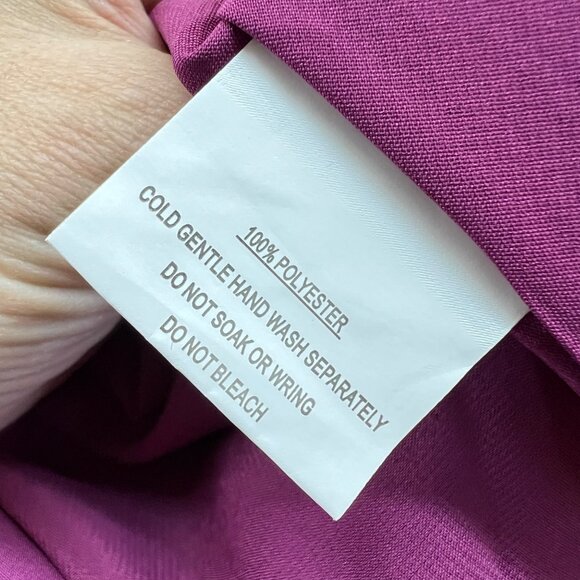 100% POLYESTER
COLD GENTLE HAND WASH SEPARATELY
DO NOT SOAK OR WRING
DO NOT BLEACH